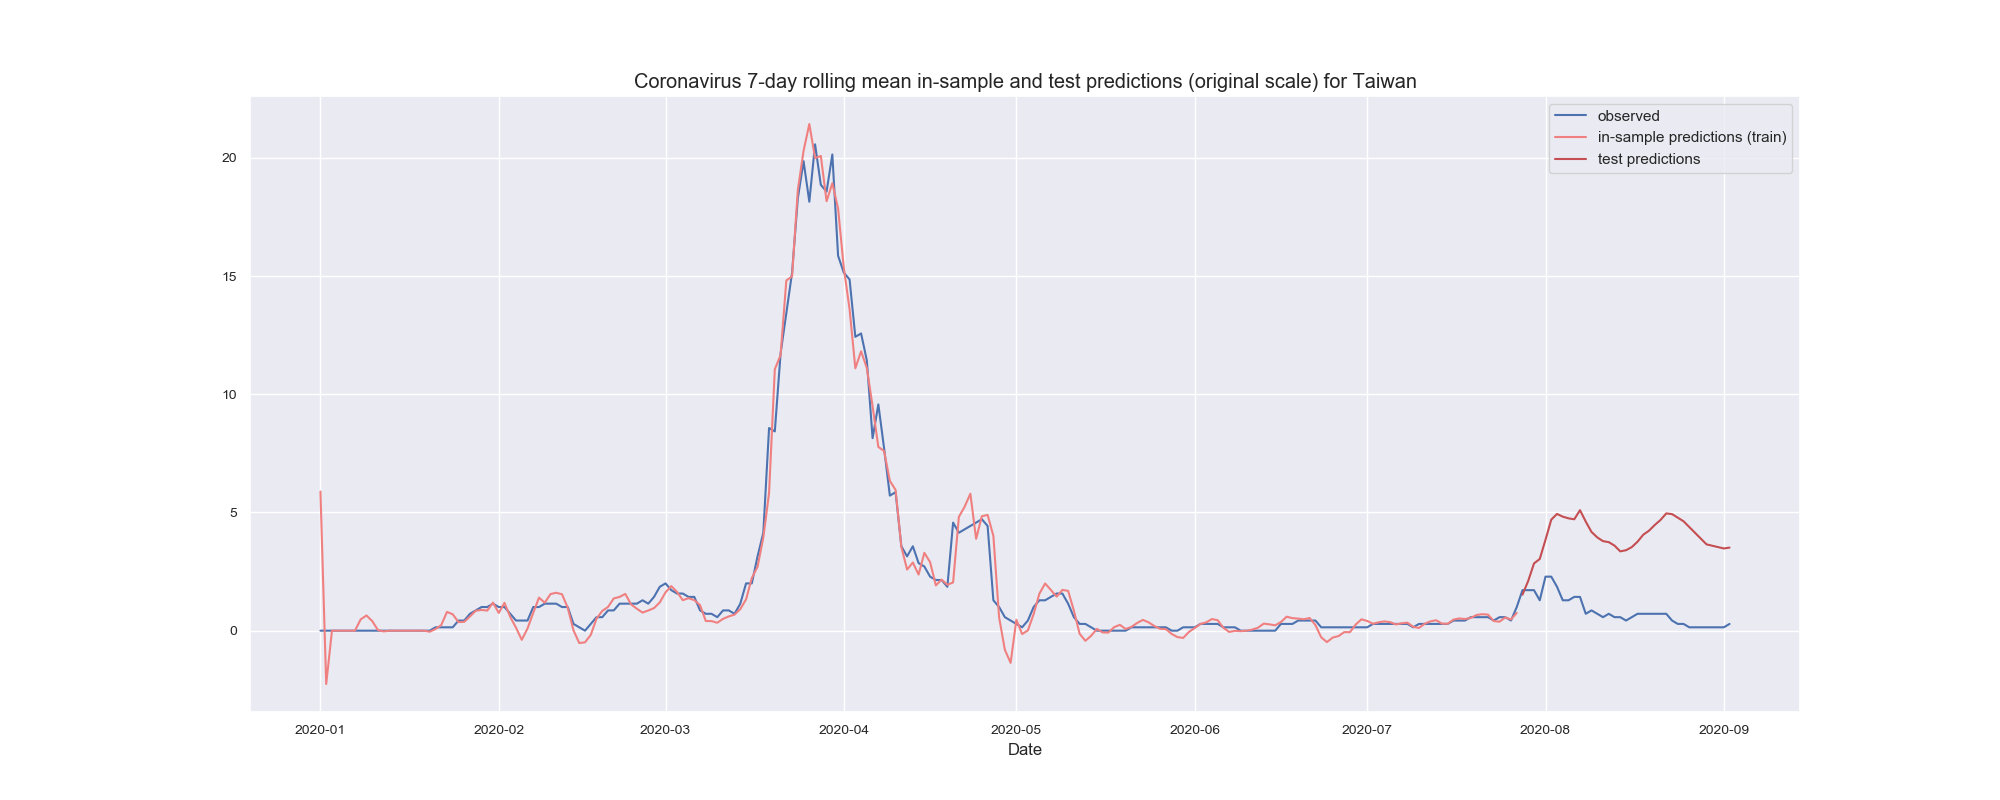 Coronavirus 7-day rolling mean in-sample and test predictions (original scale) for Taiwan
observed
in-sample predictions (train)
test predictions
20
15
10
5
0
2020-01 2020-02 2020-03 2020-04 2020-05 2020-06 2020-07 2020-08 2020-09
Date